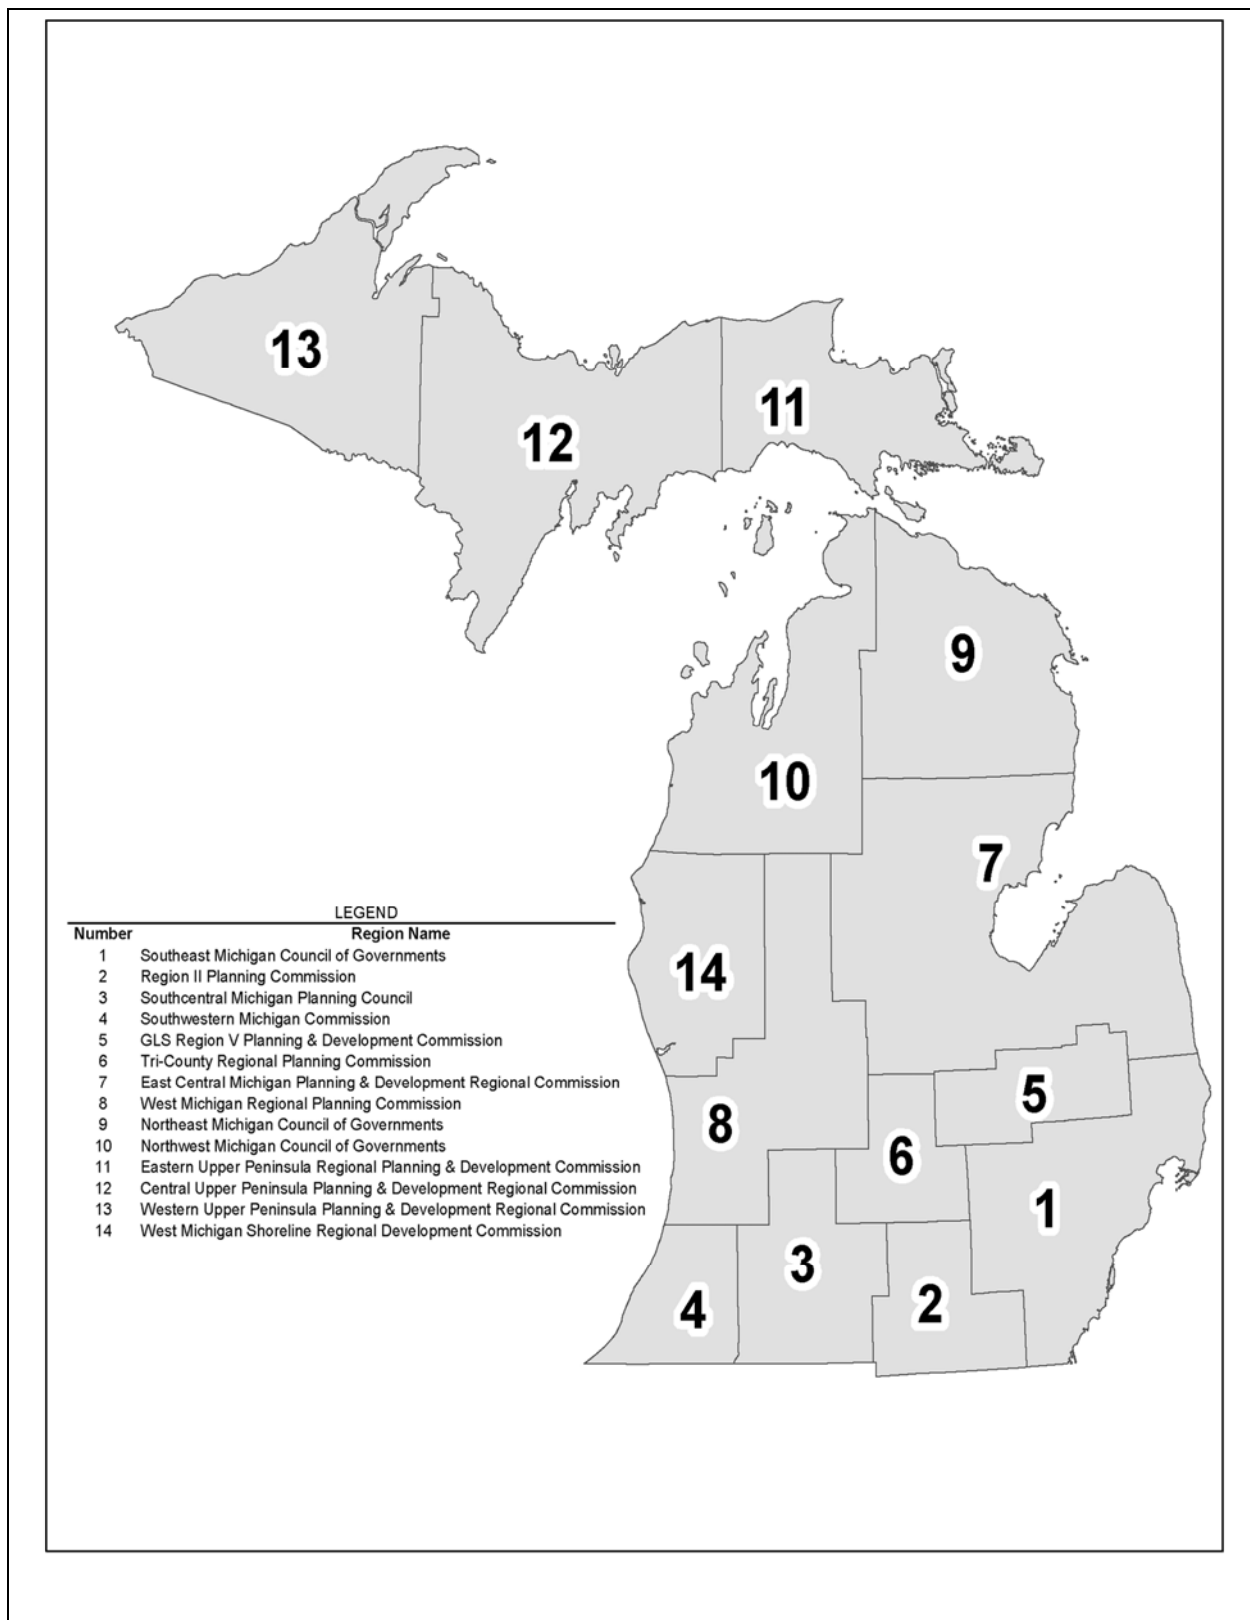 13
11
12
9
10
7
14
5
8
6
1
3
2
4
LEGEND
Number Region Name
1 Southeast Michigan Council of Governments
2 Region II Planning Commission
3 Southcentral Michigan Planning Council
4 Southwestern Michigan Commission
5 GLS Region V Planning & Development Commission
6 Tri-County Regional Planning Commission
7 East Central Michigan Planning & Development Regional Commission
8 West Michigan Regional Planning Commission
9 Northeast Michigan Council of Governments
10 Northwest Michigan Council of Governments
11 Eastern Upper Peninsula Regional Planning & Development Commission
12 Central Upper Peninsula Planning & Development Regional Commission
13 Western Upper Peninsula Planning & Development Regional Commission
14 West Michigan Shoreline Regional Development Commission